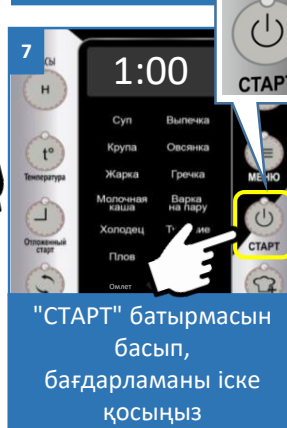 7
СТАРТ
Н
1:00
Суп Выпечка
Крупа Овсянка
t° Жарка Гречка
Температура МЕНЮ
Молочная каша Варка на пару
Холодец
Отложенный старт
СТАРТ
Плов
Омлет
"СТАРТ" батырмасын
басып,
бағдарламаны іске
қосыңыз